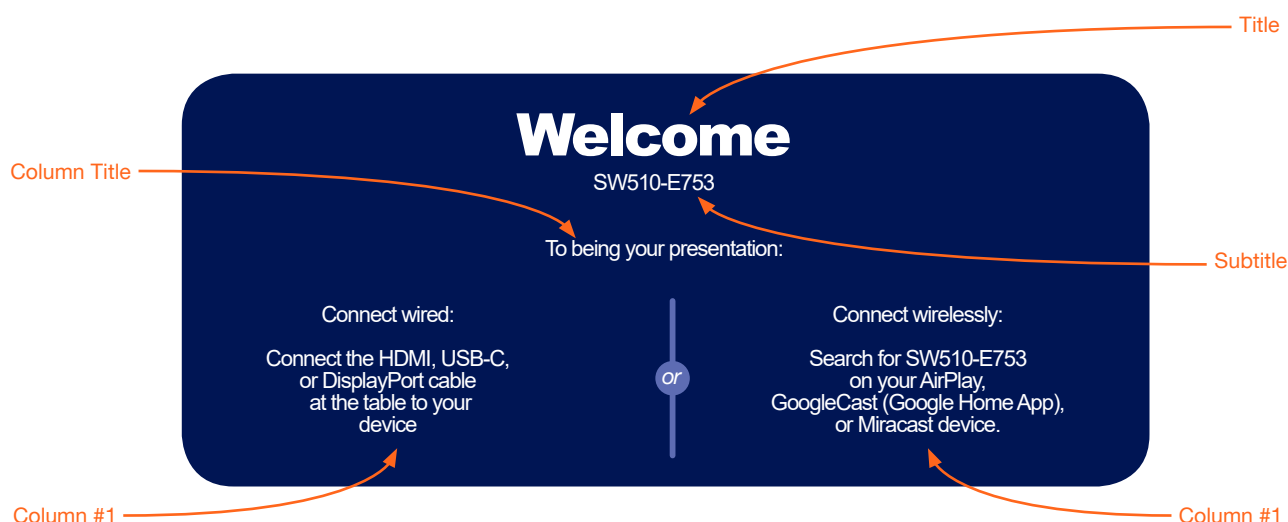 Title
Welcome
Column Title
SW510-E753
To being your presentation:
Subtitle
Connect wired:
Connect the HDMI, USB-C,
or DisplayPort cable
at the table to your
device
or
Connect wirelessly:
Search for SW510-E753
on your AirPlay,
GoogleCast (Google Home App),
or Miracast device.
Column #1
Column #1